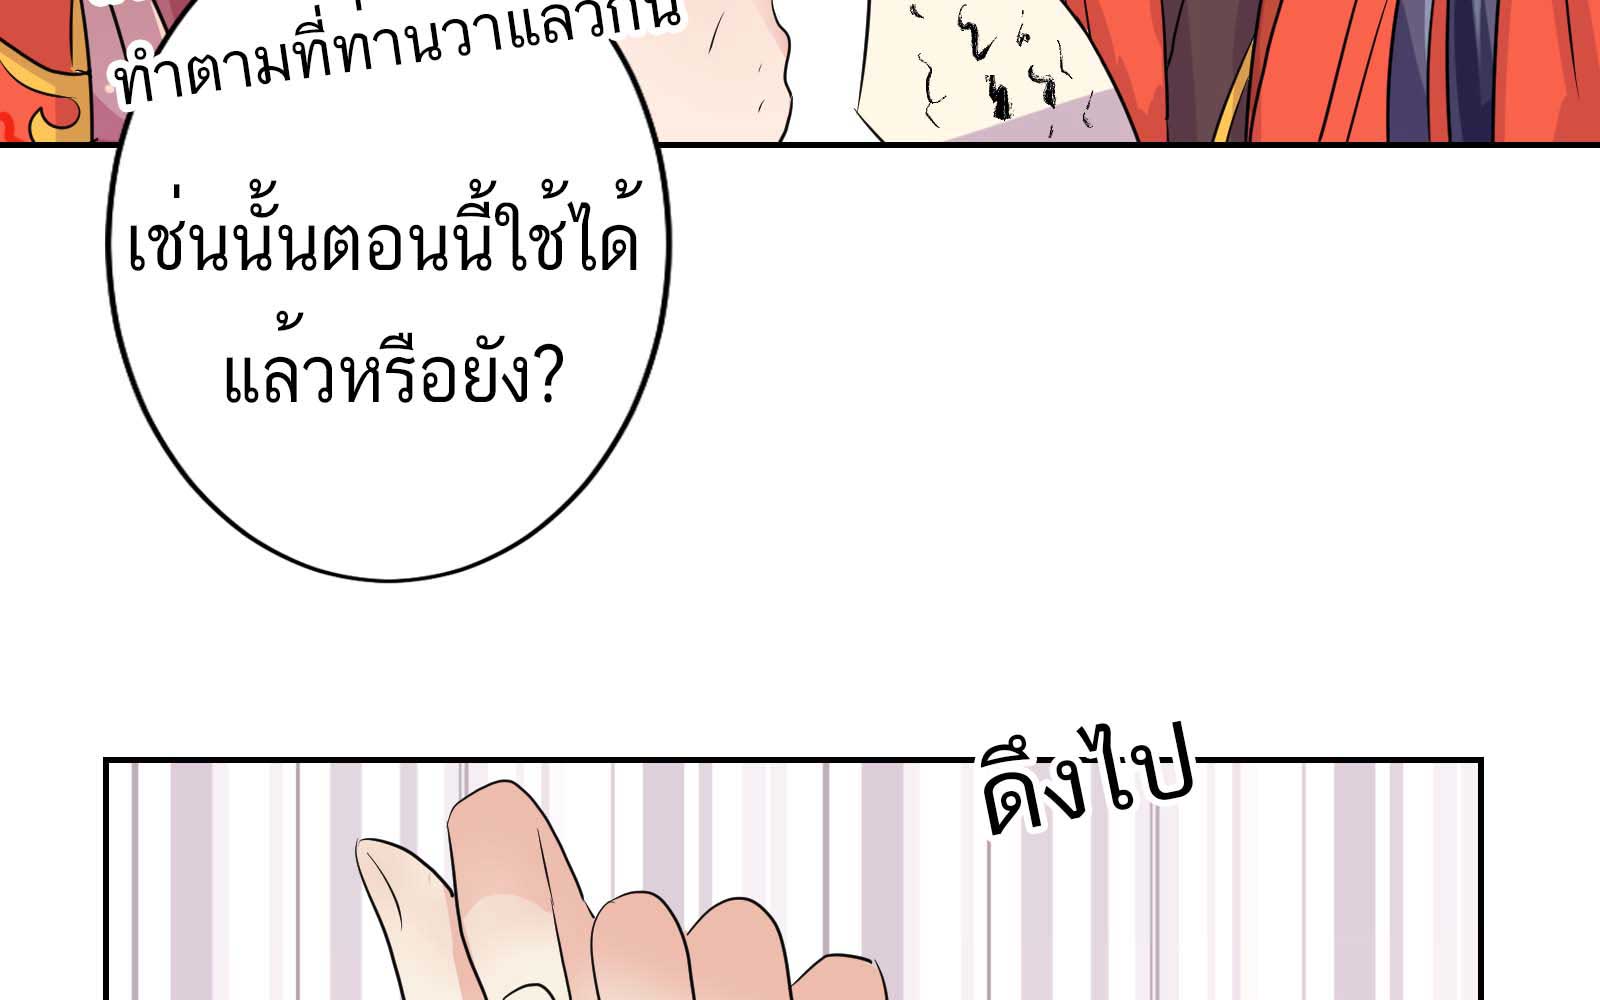 ทำตามที่ท่านว่าแล้วกัน
เช่นนั้นตอนนี้ใช้ได้
แล้วหรือยัง?
ดึงไป